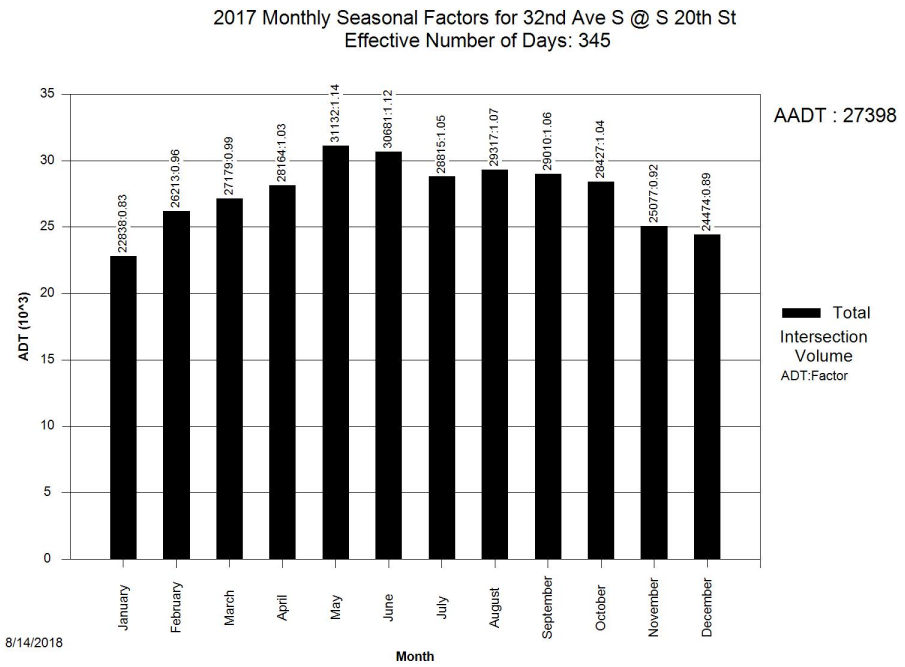 2017 Monthly Seasonal Factors for 32nd Ave S @ S 20th St
Effective Number of Days: 345
AADT : 27398
ADT (10^3)
35
30
25
20
15
10
5
0
22838:0.83
26213:0.96
27179:0.99
28164:1.03
31132:1.14
30681:1.12
28815:1.05
29317:1.07
29010:1.06
28427:1.04
25077:0.92
24474:0.89
January
February
March
April
May
June
July
August
September
October
November
December
Month
Total
Intersection
Volume
ADT:Factor
8/14/2018